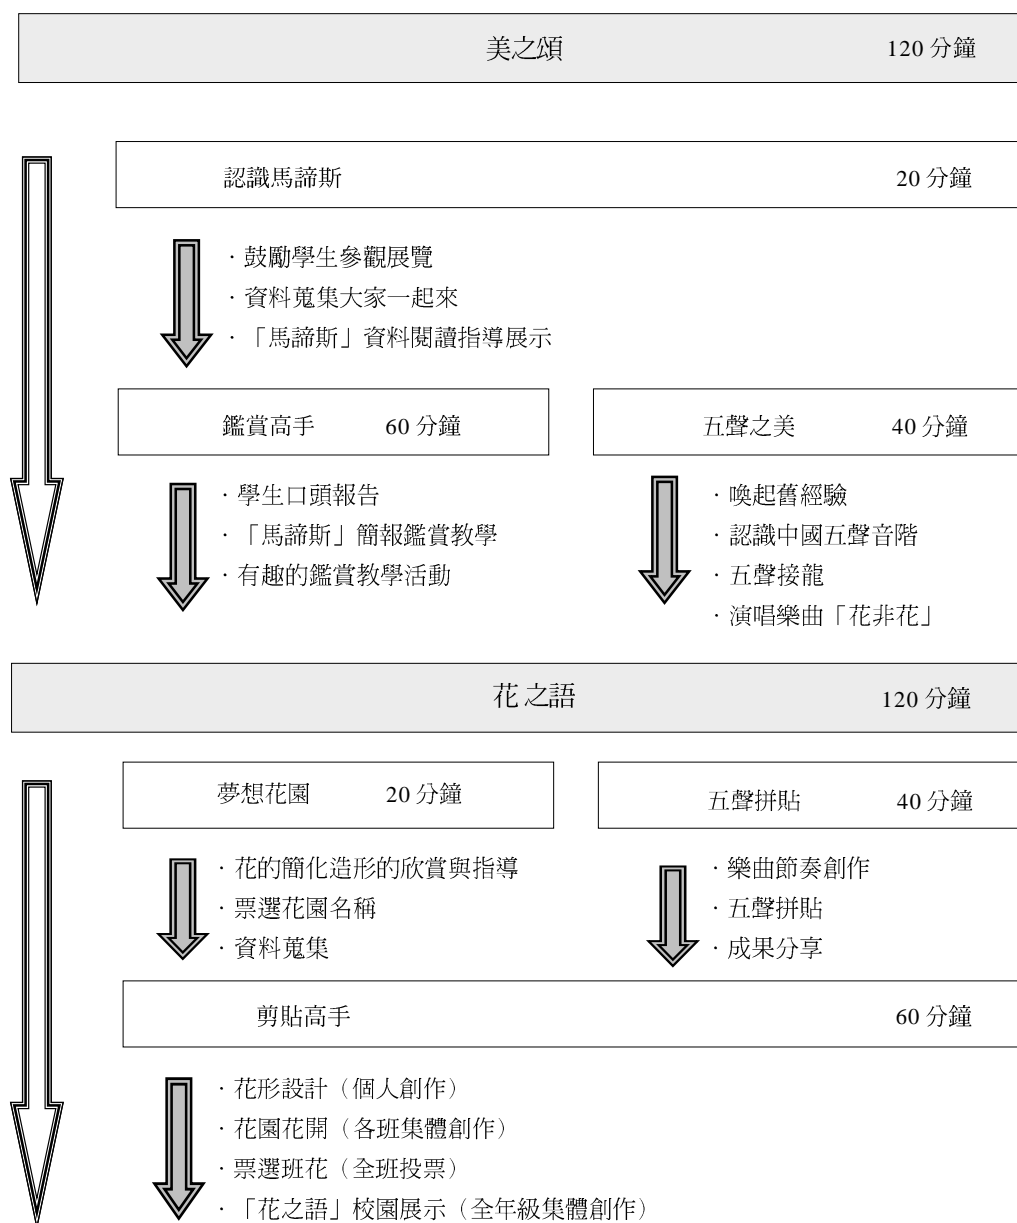 美之頌 120 分鐘
認識馬諦斯 20 分鐘
．鼓勵學生參觀展覽
．資料蒐集大家一起來
．「馬諦斯」資料閱讀指導展示
鑑賞高手 60 分鐘
．學生口頭報告
．「馬諦斯」簡報鑑賞教學
．有趣的鑑賞教學活動
五聲之美 40 分鐘
．喚起舊經驗
．認識中國五聲音階
．五聲接龍
．演唱樂曲「花非花」
花之語 120 分鐘
夢想花園 20 分鐘
．花的簡化造形的欣賞與指導
．票選花園名稱
．資料蒐集
五聲拼貼 40 分鐘
．樂曲節奏創作
．五聲拼貼
．成果分享
剪貼高手 60 分鐘
．花形設計（個人創作）
．花園花開（各班集體創作）
．票選班花（全班投票）
．「花之語」校園展示（全年級集體創作）